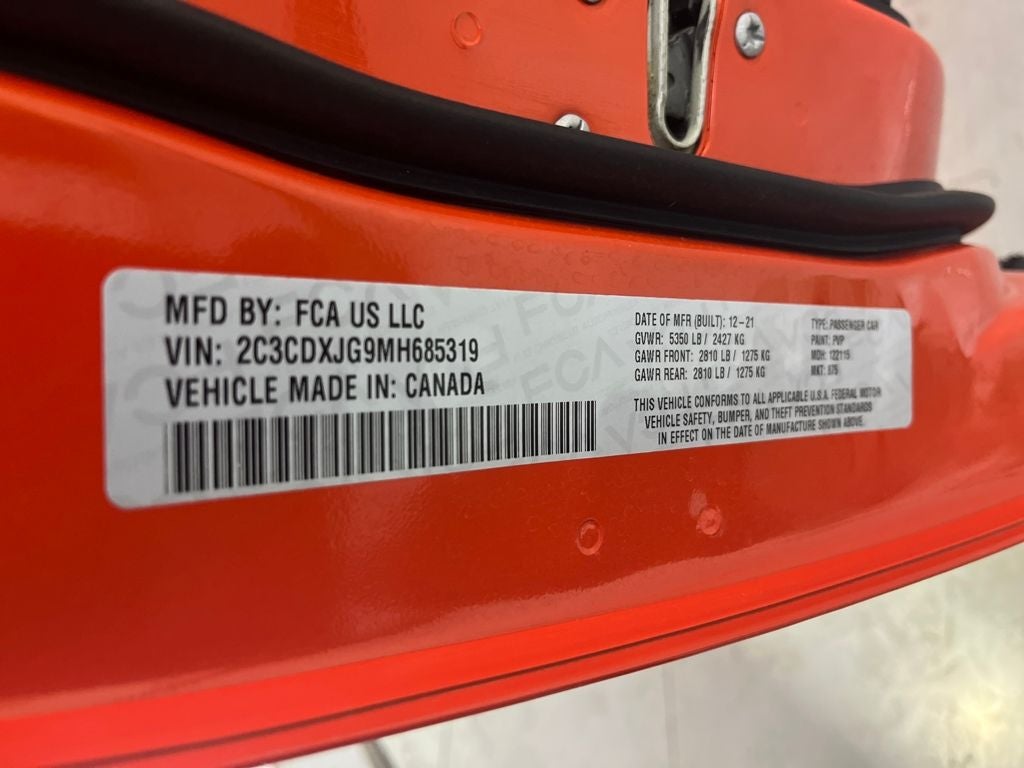 MFD BY: FCA US LLC
VIN: 2C3CDXJG9MH685319
VEHICLE MADE IN: CANADA
DATE OF MFR (BUILT): 12-21
GVWR: 5350 LB / 2427 KG
GAWR FRONT: 2810 LB / 1275 KG
GAWR REAR: 2810 LB / 1275 KG
TYPE: PASSENGER CAR
PAINT: PVP
MDH: 122115
MKT: 875
THIS VEHICLE CONFORMS TO ALL APPLICABLE U.S.A. FEDERAL MOTOR
VEHICLE SAFETY, BUMPER, AND THEFT PREVENTION STANDARDS
IN EFFECT ON THE DATE OF MANUFACTURE SHOWN ABOVE.